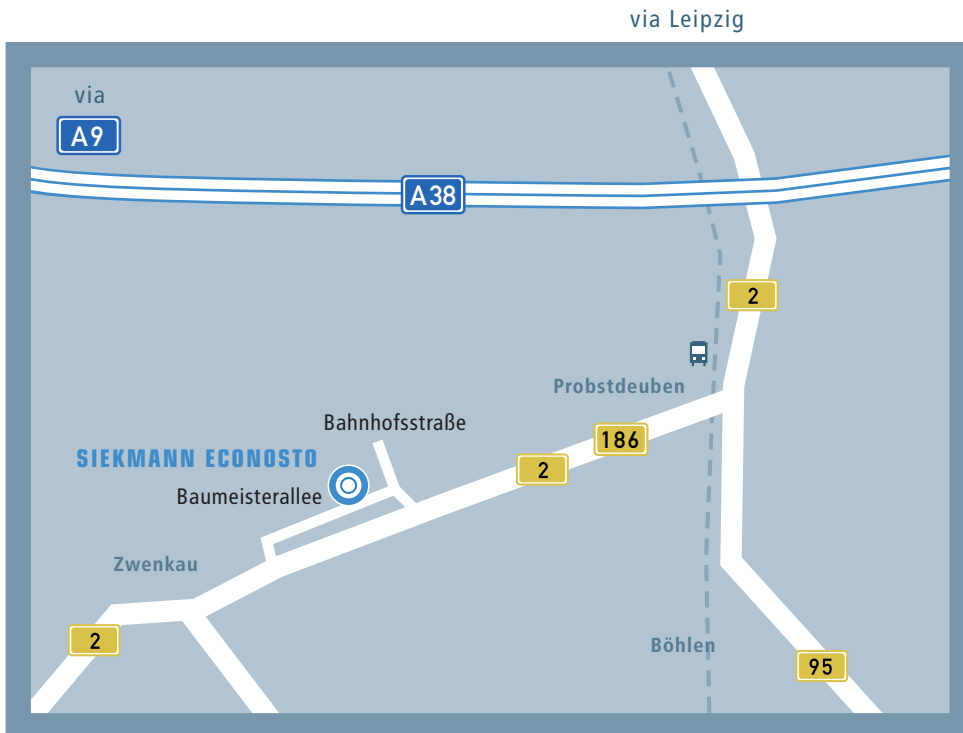 via Leipzig
via
A9
A38
2
Probstdeuben
Bahnhofsstraße
186
SIEKMANN ECONOSTO
2
Baumeisterallee
Zwenkau
2
Böhlen
95